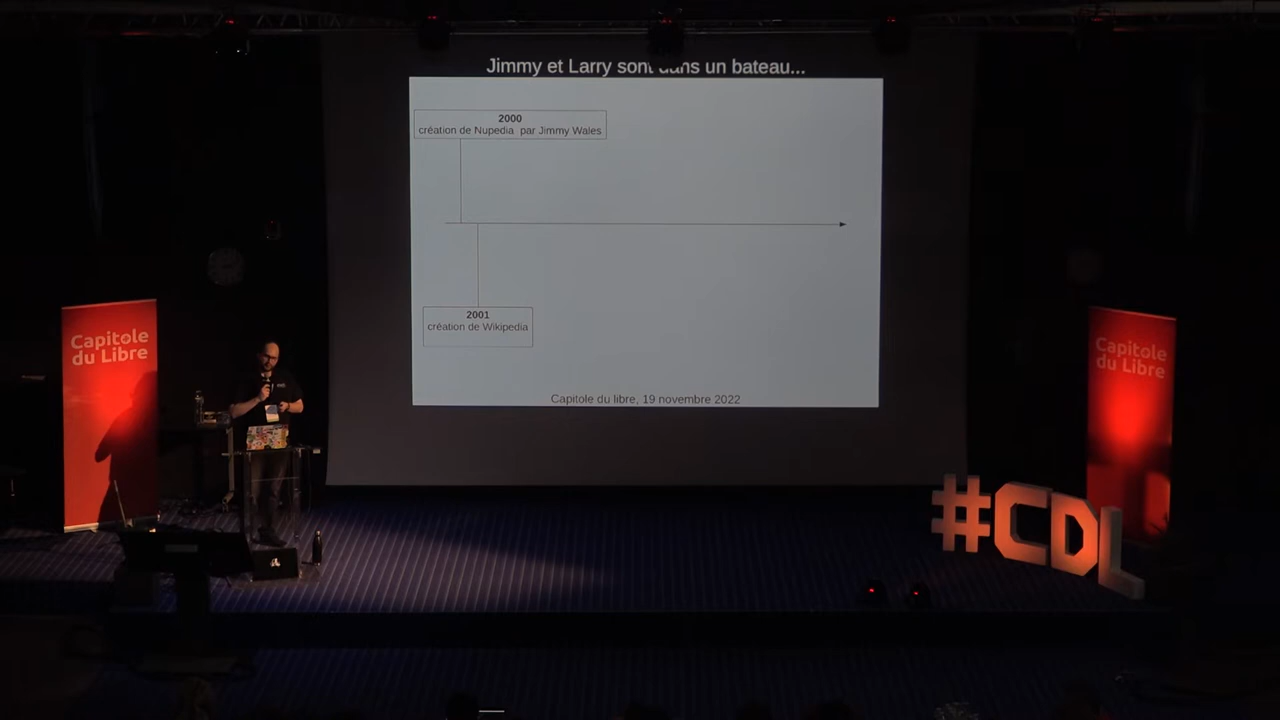 Jimmy et Larry sont dans un bateau...
2000
création de Nupedia par Jimmy Wales
2001
création de Wikipedia
Capitole du libre, 19 novembre 2022
Capitole
du Libre
Capitole
du Libre
#CDL